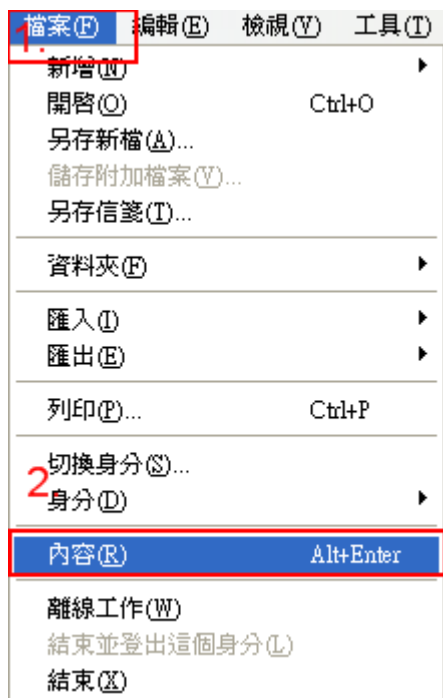 檔案(F) 編輯(E) 檢視(V) 工具(T)
1.
新增(N)
開啓(O) Ctrl+O
另存新檔(A)...
儲存附加檔案(V)...
另存信箋(T)...
資料夾(F)
匯入(I)
匯出(E)
列印(P)... Ctrl+P
切換身分(S)...
2.
身分(D)
內容(R) Alt+Enter
離線工作(W)
結束並登出這個身分(L)
結束(X)